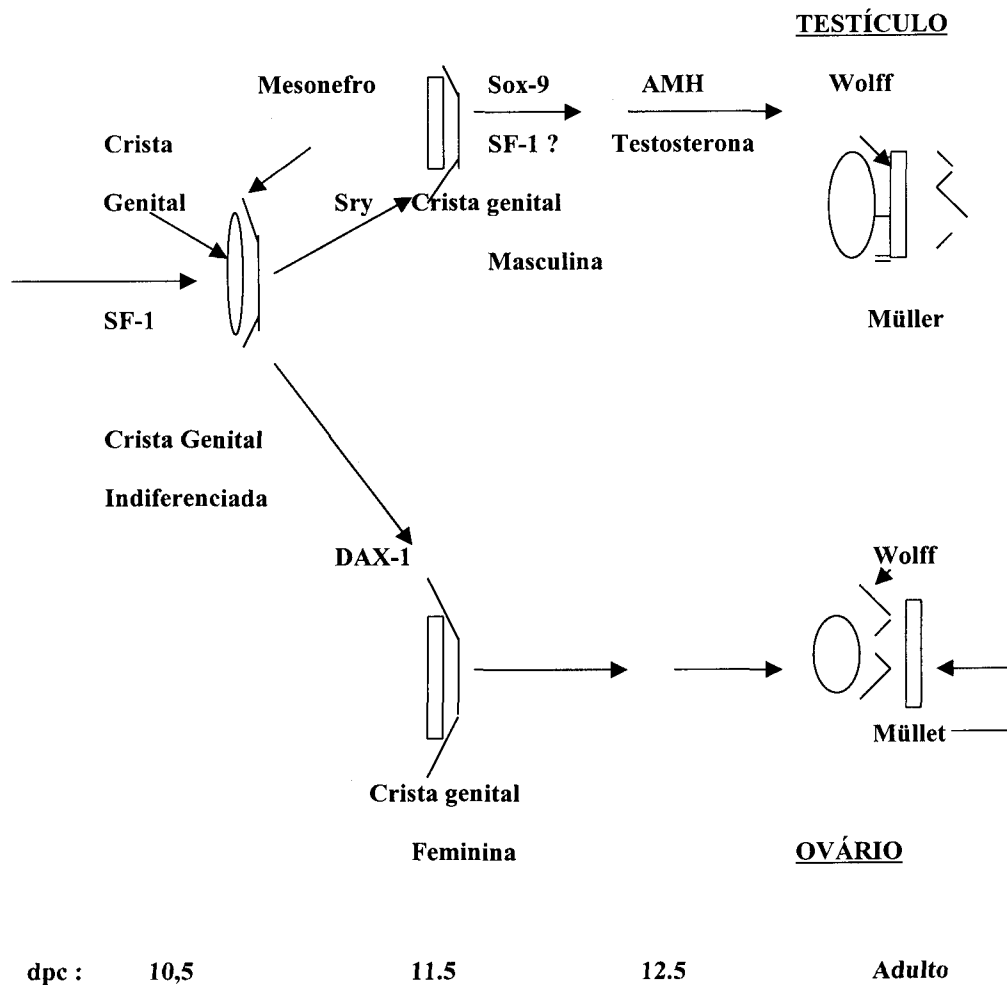 TESTÍCULO
Mesonefro Sox-9 AMH Wolff
Crista SF-1 ? Testosterona
Genital Sry Crista genital
Masculina
SF-1 Müller
Crista Genital
Indiferenciada
DAX-1 Wolff
Müllet
Crista genital
Feminina OVÁRIO
dpc : 10,5 11.5 12.5 Adulto